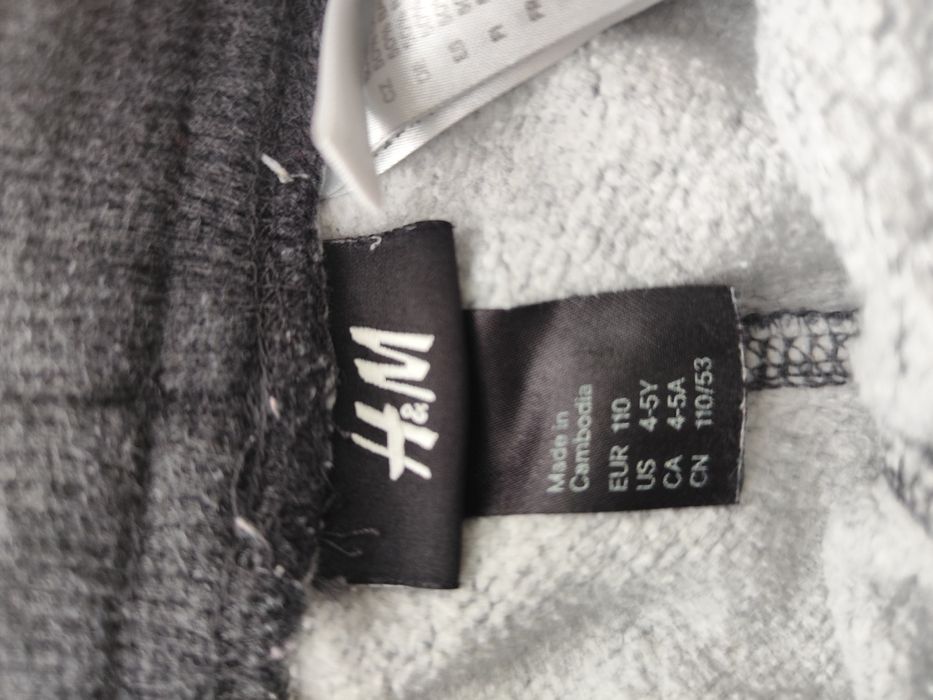 H&M
Made in
Cambodia
EUR 110
US 4-5Y
CA 4-5A
CN 110/53